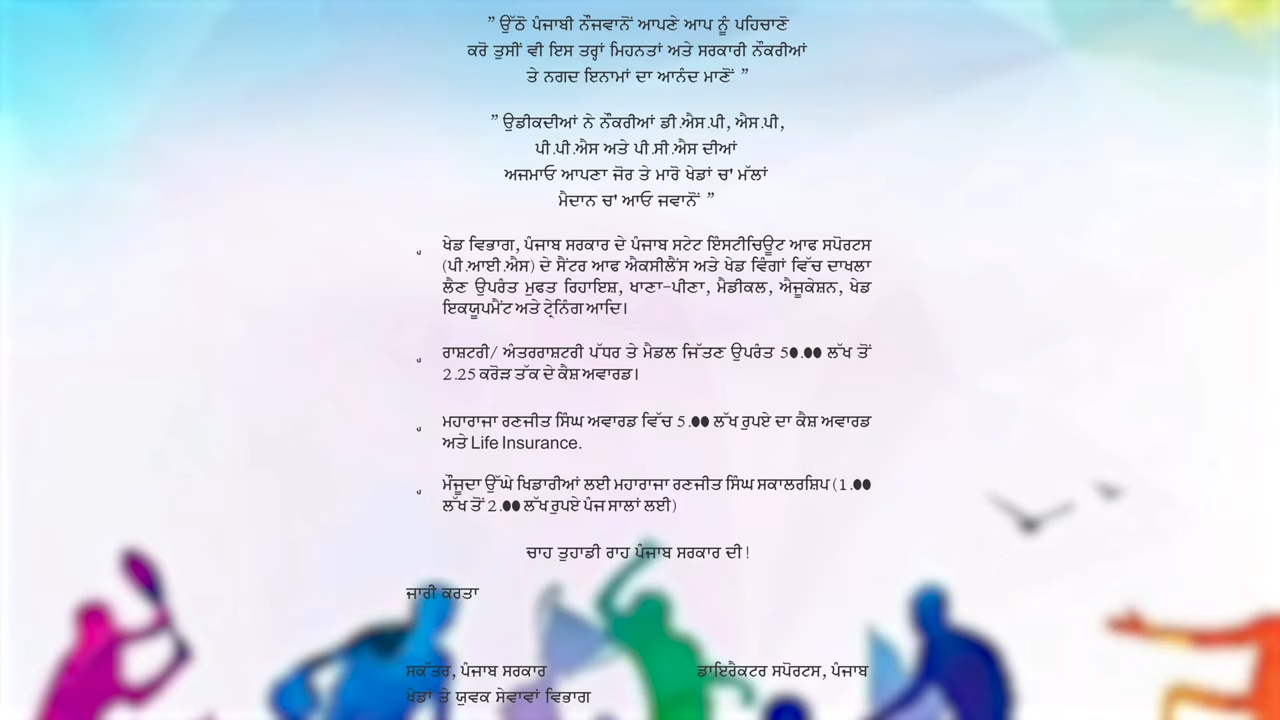 ” ਉੱਠੋ ਪੰਜਾਬੀ ਨੌਜਵਾਨੋਂ ਆਪਣੇ ਆਪ ਨੂੰ ਪਹਿਚਾਣੋ
ਕਰੋ ਤੁਸੀਂ ਵੀ ਇਸ ਤਰ੍ਹਾਂ ਮਿਹਨਤਾਂ ਅਤੇ ਸਰਕਾਰੀ ਨੌਕਰੀਆਂ
ਤੇ ਨਗਦ ਇਨਾਮਾਂ ਦਾ ਆਨੰਦ ਮਾਣੋਂ ”
” ਉਡੀਕਦੀਆਂ ਨੇ ਨੌਕਰੀਆਂ ਡੀ.ਐਸ.ਪੀ, ਐਸ.ਪੀ,
ਪੀ.ਪੀ.ਐਸ ਅਤੇ ਪੀ.ਸੀ.ਐਸ ਦੀਆਂ
ਅਜਮਾਓ ਆਪਣਾ ਜੋਰ ਤੇ ਮਾਰੋ ਖੇਡਾਂ ਚ' ਮੱਲਾਂ
ਮੈਦਾਨ ਚ' ਆਓ ਜਵਾਨੋਂ ”
ਖੇਡ ਵਿਭਾਗ, ਪੰਜਾਬ ਸਰਕਾਰ ਦੇ ਪੰਜਾਬ ਸਟੇਟ ਇੰਸਟੀਚਿਊਟ ਆਫ ਸਪੋਰਟਸ
(ਪੀ.ਆਈ.ਐਸ) ਦੇ ਸੈਂਟਰ ਆਫ ਐਕਸੀਲੈਂਸ ਅਤੇ ਖੇਡ ਵਿੰਗਾਂ ਵਿੱਚ ਦਾਖਲਾ
ਲੈਣ ਉਪਰੰਤ ਮੁਫਤ ਰਿਹਾਇਸ਼, ਖਾਣਾ-ਪੀਣਾ, ਮੈਡੀਕਲ, ਐਜੂਕੇਸ਼ਨ, ਖੇਡ
ਇਕਯੂਪਮੈਂਟ ਅਤੇ ਟ੍ਰੇਨਿੰਗ ਆਦਿ।
ਰਾਸ਼ਟਰੀ/ ਅੰਤਰਰਾਸ਼ਟਰੀ ਪੱਧਰ ਤੇ ਮੈਡਲ ਜਿੱਤਣ ਉਪਰੰਤ 50.00 ਲੱਖ ਤੋਂ
2.25 ਕਰੋੜ ਤੱਕ ਦੇ ਕੈਸ਼ ਅਵਾਰਡ।
ਮਹਾਰਾਜਾ ਰਣਜੀਤ ਸਿੰਘ ਅਵਾਰਡ ਵਿੱਚ 5.00 ਲੱਖ ਰੁਪਏ ਦਾ ਕੈਸ਼ ਅਵਾਰਡ
ਅਤੇ Life Insurance.
ਮੌਜੂਦਾ ਉੱਘੇ ਖਿਡਾਰੀਆਂ ਲਈ ਮਹਾਰਾਜਾ ਰਣਜੀਤ ਸਿੰਘ ਸਕਾਲਰਸ਼ਿਪ (1.00
ਲੱਖ ਤੋਂ 2.00 ਲੱਖ ਰੁਪਏ ਪੰਜ ਸਾਲਾਂ ਲਈ)
ਚਾਹ ਤੁਹਾਡੀ ਰਾਹ ਪੰਜਾਬ ਸਰਕਾਰ ਦੀ!
ਜਾਰੀ ਕਰਤਾ
ਸਕੱਤਰ, ਪੰਜਾਬ ਸਰਕਾਰ ਡਾਇਰੈਕਟਰ ਸਪੋਰਟਸ, ਪੰਜਾਬ
ਖੇਡਾਂ ਤੇ ਯੁਵਕ ਸੇਵਾਵਾਂ ਵਿਭਾਗ